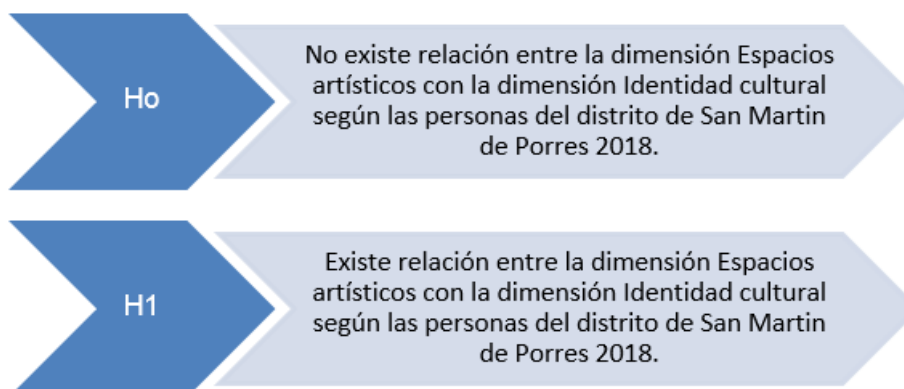 Ho
No existe relación entre la dimensión Espacios
artísticos con la dimensión Identidad cultural
según las personas del distrito de San Martin
de Porres 2018.
H1
Existe relación entre la dimensión Espacios
artísticos con la dimensión Identidad cultural
según las personas del distrito de San Martin
de Porres 2018.